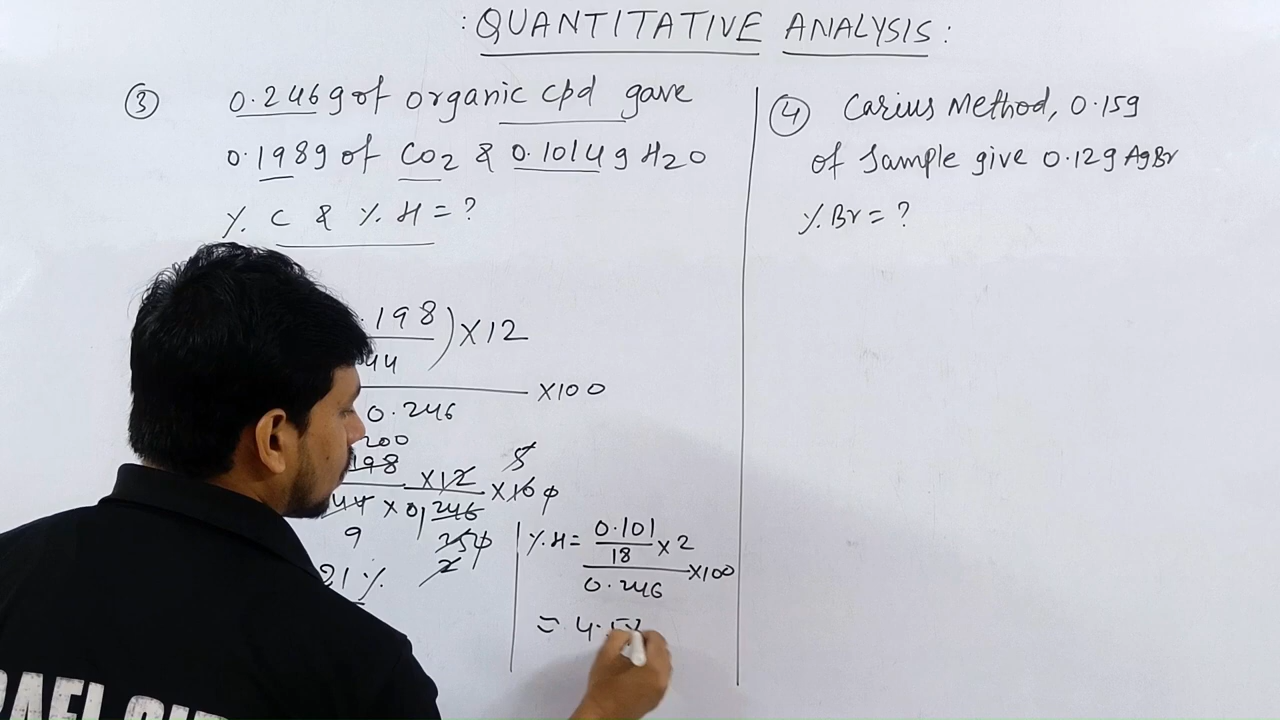 : QUANTITATIVE ANALYSIS :
③ 0.246g of organic cpd gave
0.198g of CO2 & 0.1014g H2O
% C & % H = ?
.198
44
) X12
0.246
X100
200
198
X12
5
44 X 0,246
X100
9
250
2
21 %
% H = 0.101
18
X 2
0.246
X100
= 4.5
④ Carius Method, 0.15g
of Sample give 0.12g AgBr
% Br = ?